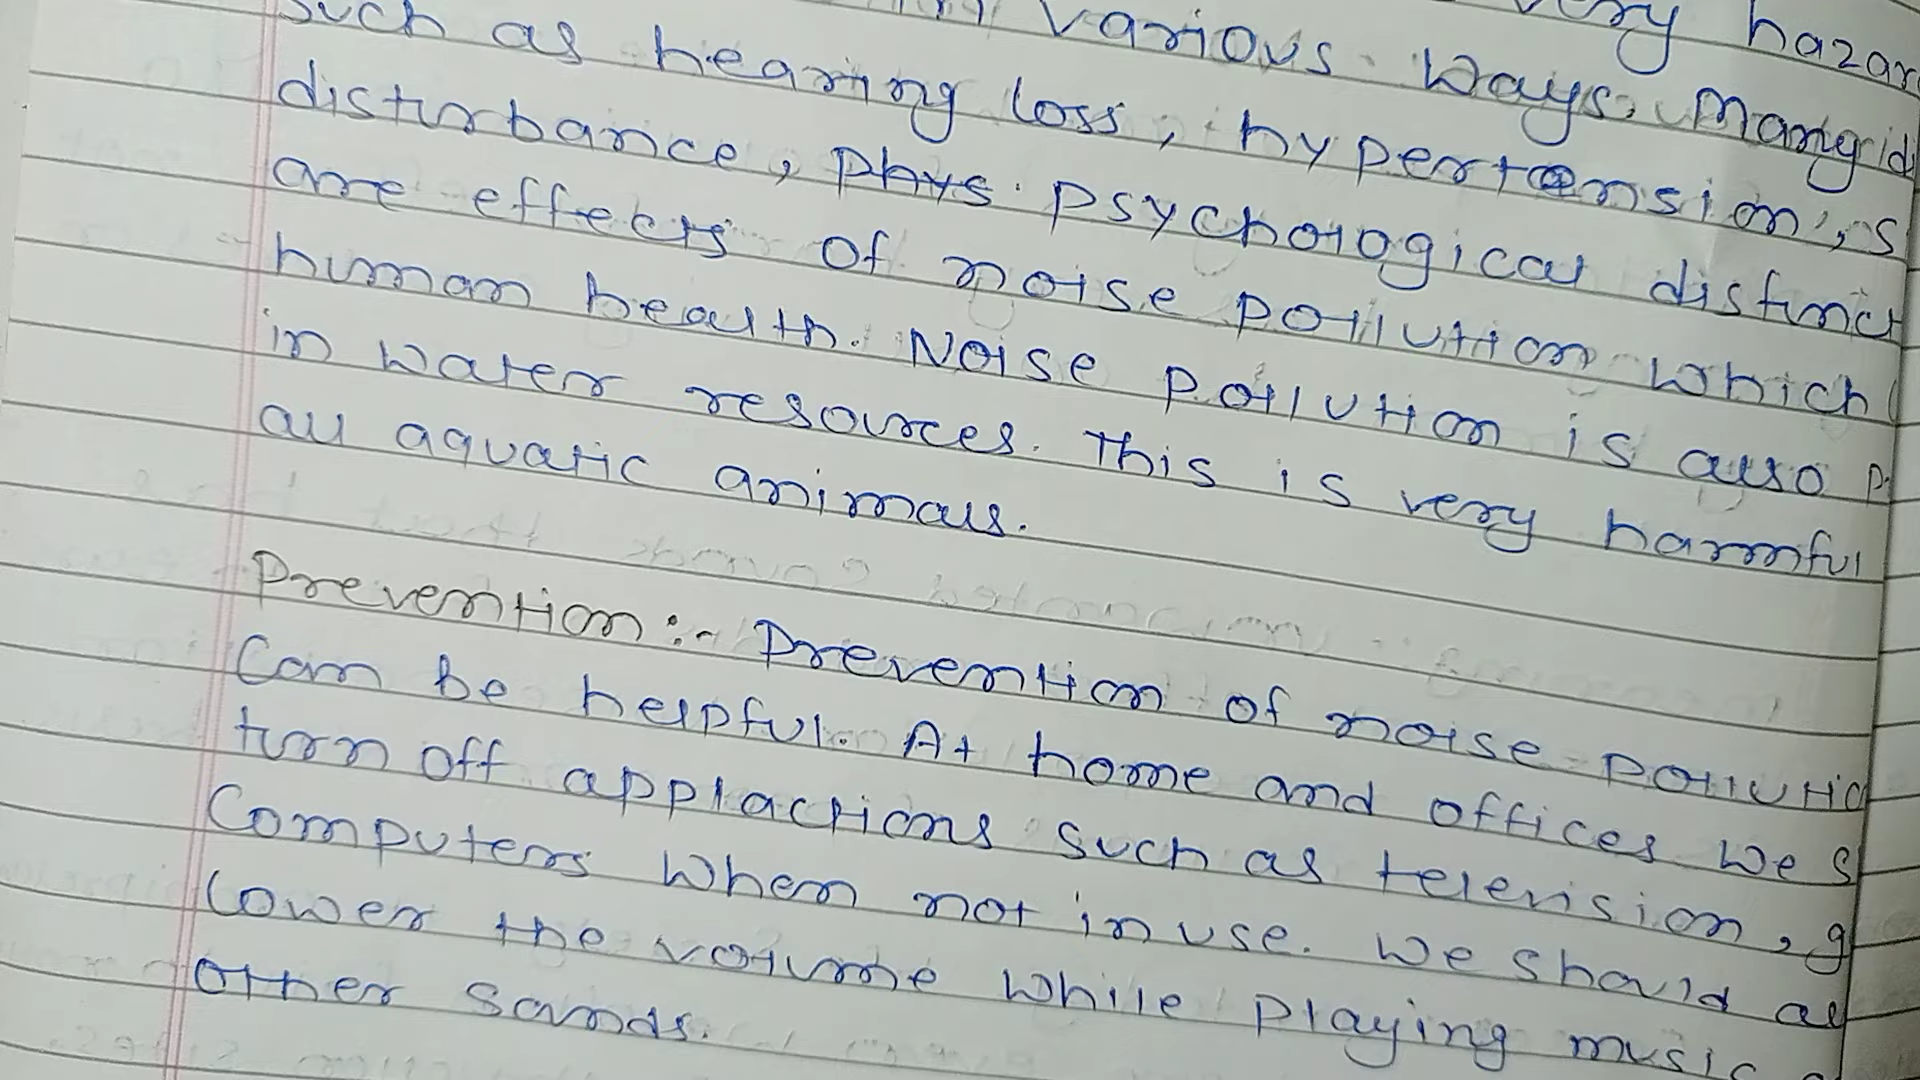 various ways. Many di
such as hearing loss, hypertension, s
disturbance, phys psychological distinct
are effects of noise pollution which
human health. Noise pollution is also p
in water resources. This is very harmful
all aquatic animals.
Prevention:- Prevention of noise pollutio
can be helpful. At home and offices we s
turn off applactions such as television, g
computers when not in use. We should al
lower the volume while playing music
other sounds.